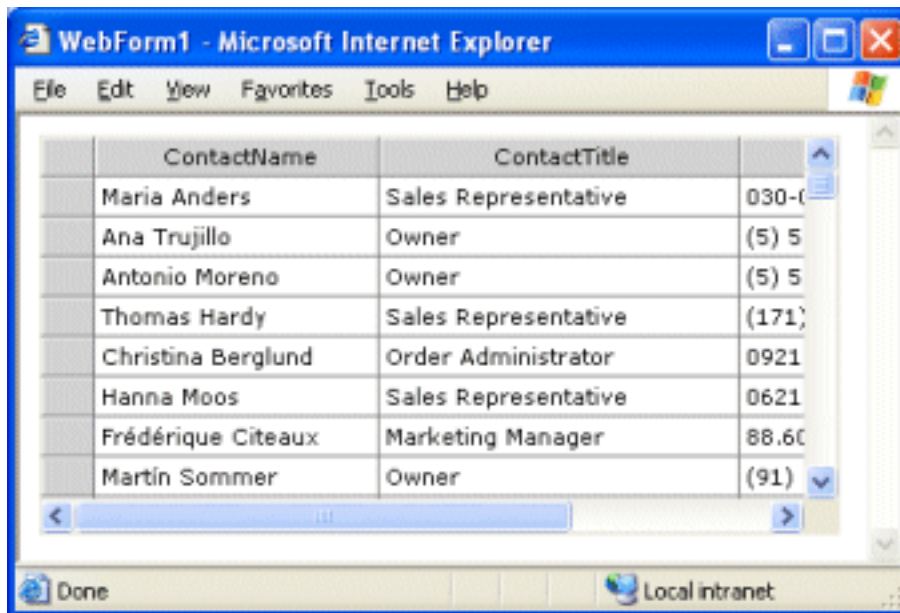 WebForm1 - Microsoft Internet Explorer
File Edit View Favorites Tools Help
ContactName ContactTitle
Maria Anders Sales Representative 030-0
Ana Trujillo Owner (5) 5
Antonio Moreno Owner (5) 5
Thomas Hardy Sales Representative (171)
Christina Berglund Order Administrator 0921
Hanna Moos Sales Representative 0621
Frédérique Citeaux Marketing Manager 88.60
Martín Sommer Owner (91)
Done Local intranet